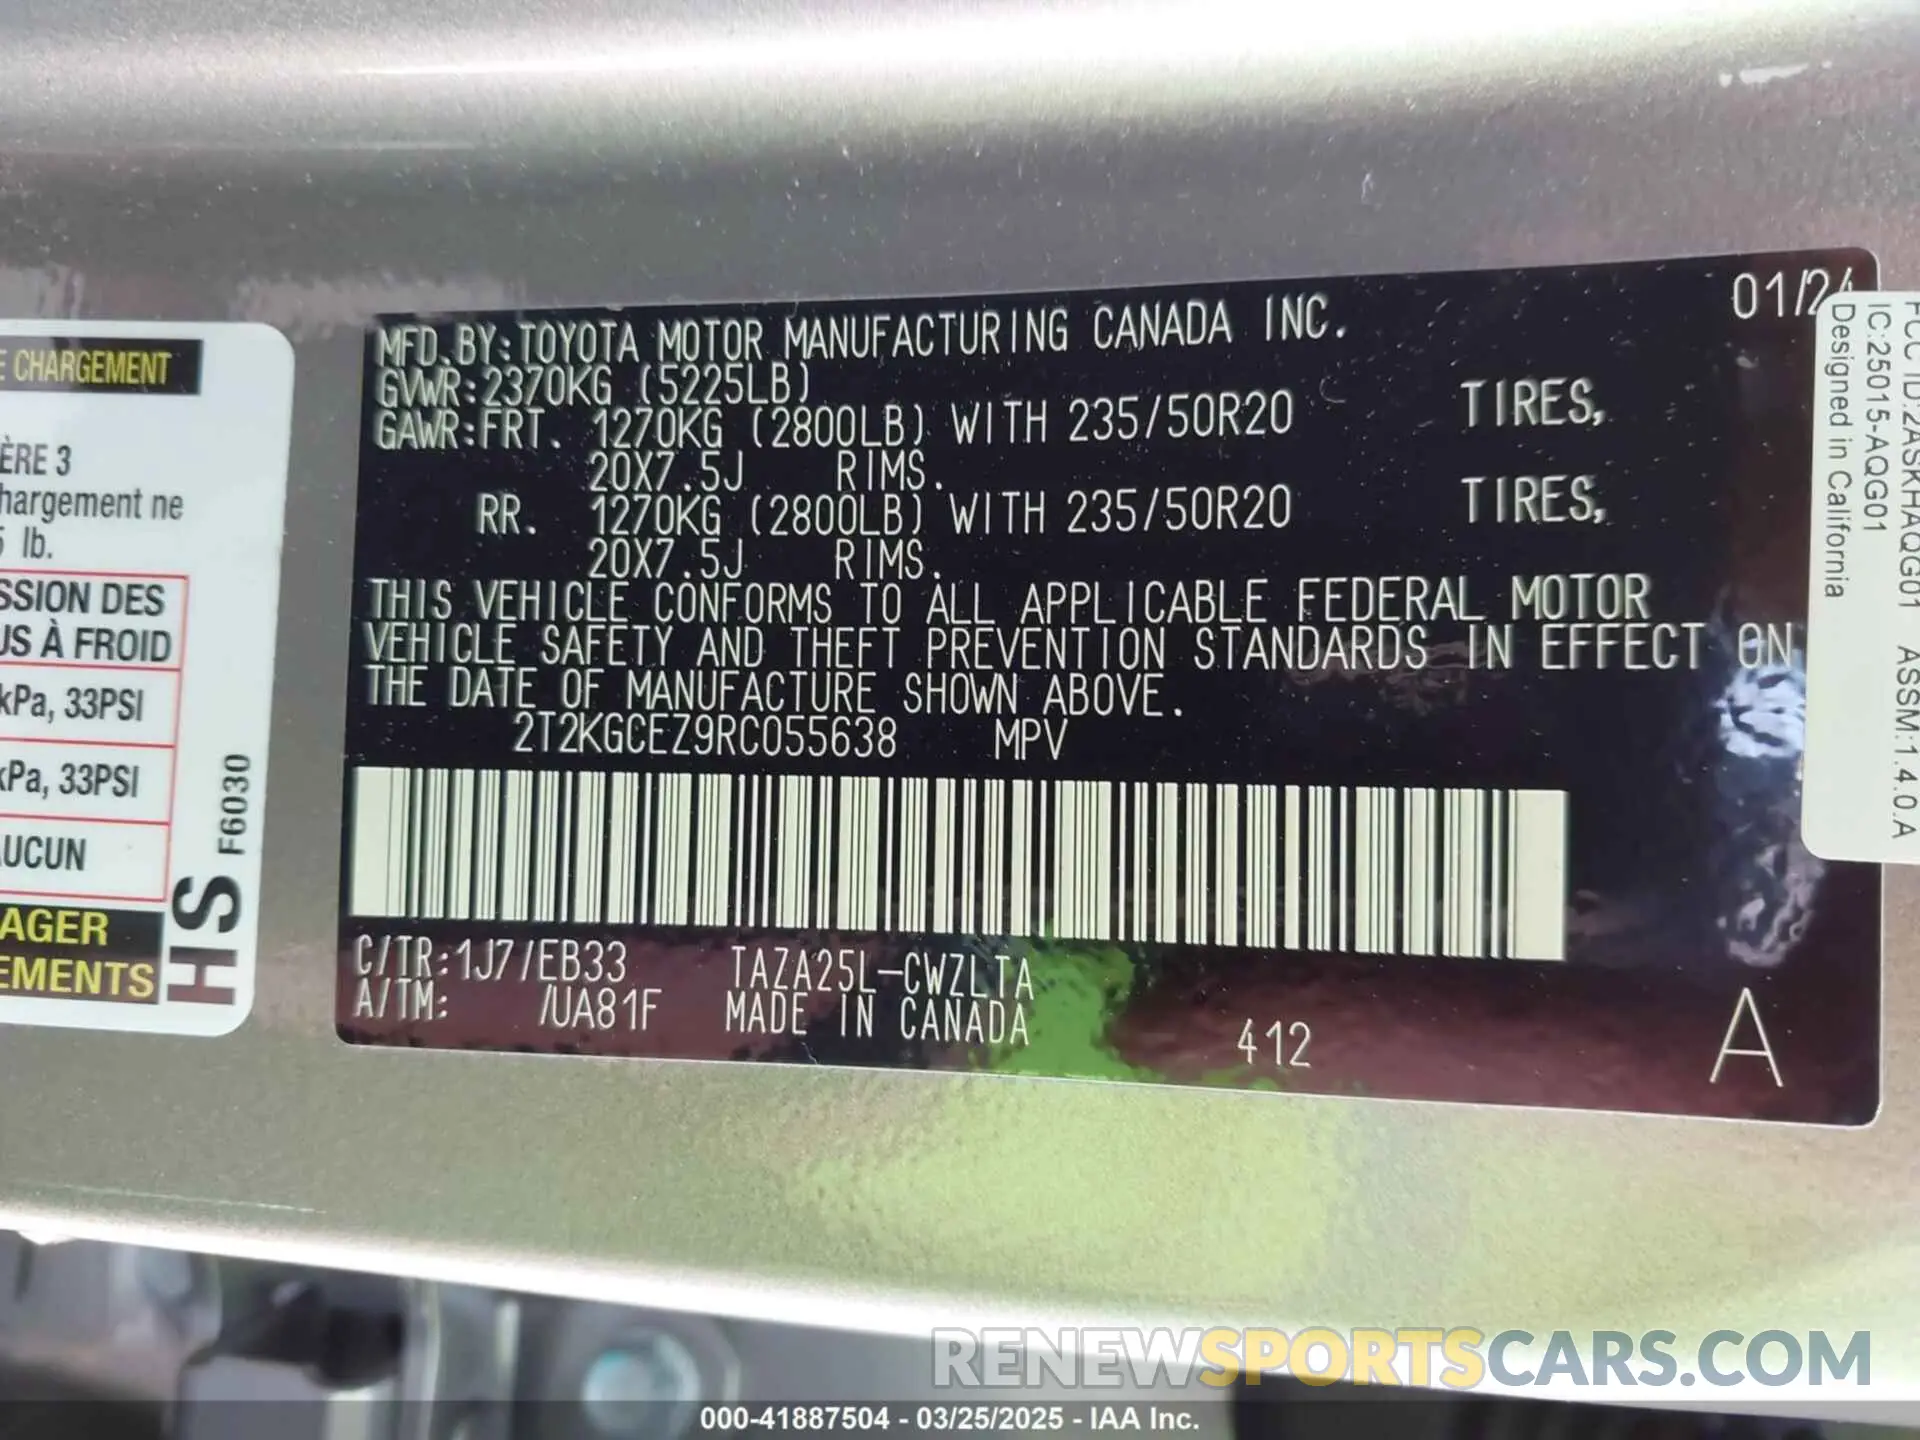 E CHARGEMENT
ÈRE 3
hargement ne
5 lb.
SSION DES
US À FROID
kPa, 33PSI
kPa, 33PSI
AUCUN
AGER
EMENTS
HS F6030
01/24
MFD.BY:TOYOTA MOTOR MANUFACTURING CANADA INC.
GVWR:2370KG (5225LB)
GAWR:FRT. 1270KG (2800LB) WITH 235/50R20 TIRES,
20X7.5J RIMS.
RR. 1270KG (2800LB) WITH 235/50R20 TIRES,
20X7.5J RIMS.
THIS VEHICLE CONFORMS TO ALL APPLICABLE FEDERAL MOTOR
VEHICLE SAFETY AND THEFT PREVENTION STANDARDS IN EFFECT ON
THE DATE OF MANUFACTURE SHOWN ABOVE.
2T2KGCEZ9RC055638 MPV
C/TR:1J7/EB33 TAZA25L-CWZLTA
A/TM: /UA81F MADE IN CANADA
412
A
FCC ID:2ASKHAQG01 ASSM:1.4.0.A
IC:25015-AQG01
Designed in California
RENEWSPORTSCARS.COM
000-41887504 - 03/25/2025 - IAA Inc.